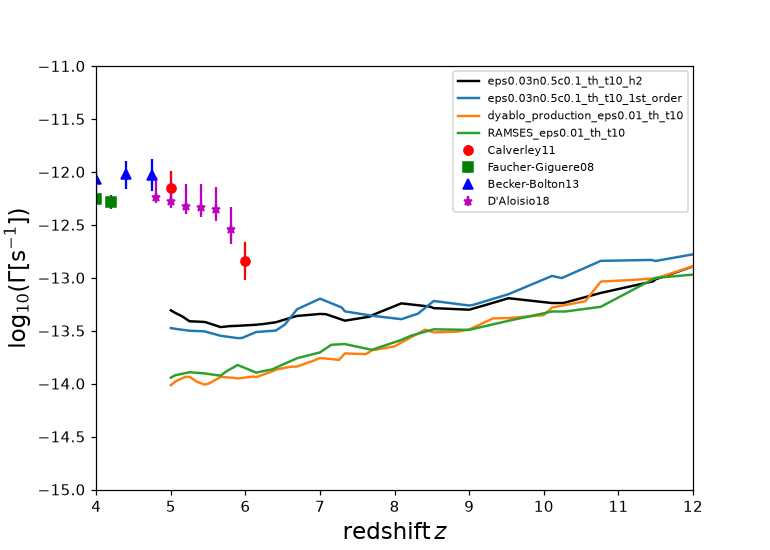 −11.0
−11.5
−12.0
−12.5
−13.0
−13.5
−14.0
−14.5
−15.0
log₁₀(Γ[s⁻¹])
eps0.03n0.5c0.1_th_t10_h2
eps0.03n0.5c0.1_th_t10_1st_order
dyablo_production_eps0.01_th_t10
RAMSES_eps0.01_th_t10
Calverley11
Faucher-Giguere08
Becker-Bolton13
D'Aloisio18
4 5 6 7 8 9 10 11 12
redshift z